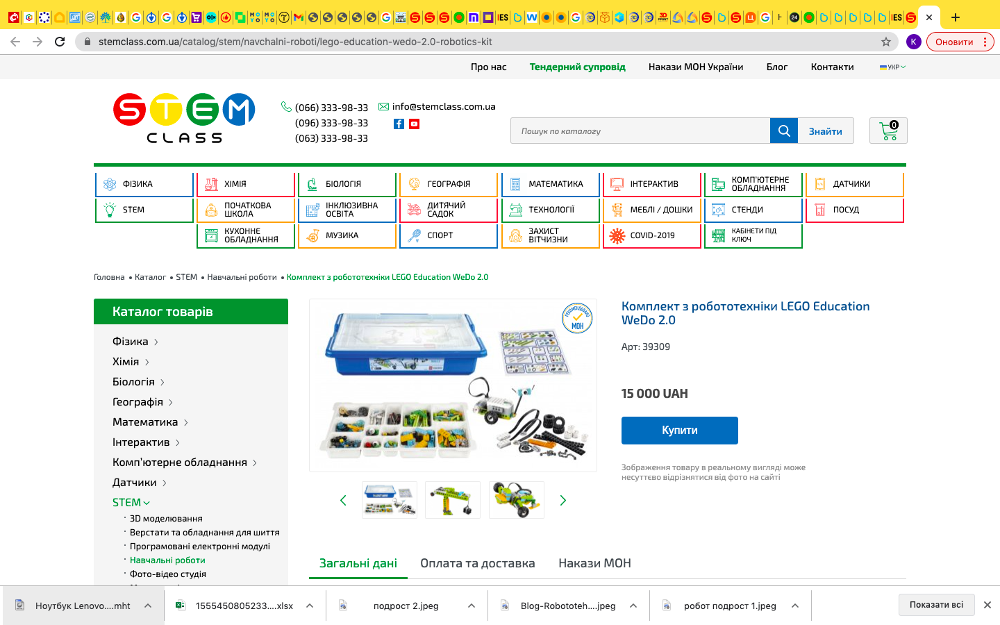 stemclass.com.ua/catalog/stem/navchalni-roboti/lego-education-wedo-2.0-robotics-kit
K
Оновити
Про нас
Тендерний супровід
Накази МОН України
Блог
Контакти
УКР
STEM
CLASS
(066) 333-98-33
(096) 333-98-33
(063) 333-98-33
info@stemclass.com.ua
Пошук по каталогу
Знайти
0
ФІЗИКА
ХІМІЯ
БІОЛОГІЯ
ГЕОГРАФІЯ
МАТЕМАТИКА
ІНТЕРАКТИВ
КОМП'ЮТЕРНЕ
ОБЛАДНАННЯ
ДАТЧИКИ
STEM
ПОЧАТКОВА
ШКОЛА
ІНКЛЮЗИВНА
ОСВІТА
ДИТЯЧИЙ
САДОК
ТЕХНОЛОГІЇ
МЕБЛІ / ДОШКИ
СТЕНДИ
ПОСУД
КУХОННЕ
ОБЛАДНАННЯ
МУЗИКА
СПОРТ
ЗАХИСТ
ВІТЧИЗНИ
COVID-2019
КАБІНЕТИ ПІД
КЛЮЧ
Головна • Каталог • STEM • Навчальні роботи • Комплект з робототехніки LEGO Education WeDo 2.0
Каталог товарів
Фізика
Хімія
Біологія
Географія
Математика
Інтерактив
Комп'ютерне обладнання
Датчики
STEM
3D моделювання
Верстати та обладнання для шиття
Програмовані електронні модулі
Навчальні роботи
Фото-відео студія
РЕКОМЕНДОВАНО
МОН
Комплект з робототехніки LEGO Education
WeDo 2.0
Арт: 39309
15 000 UAH
Купити
Зображення товару в реальному вигляді може
несуттєво відрізнятися від фото на сайті
Загальні дані
Оплата та доставка
Накази МОН
Ноутбук Lenovo....mht
1555450805233....xlsx
подрост 2.jpeg
Blog-Robototeh....jpeg
робот подрост 1.jpeg
Показати всі